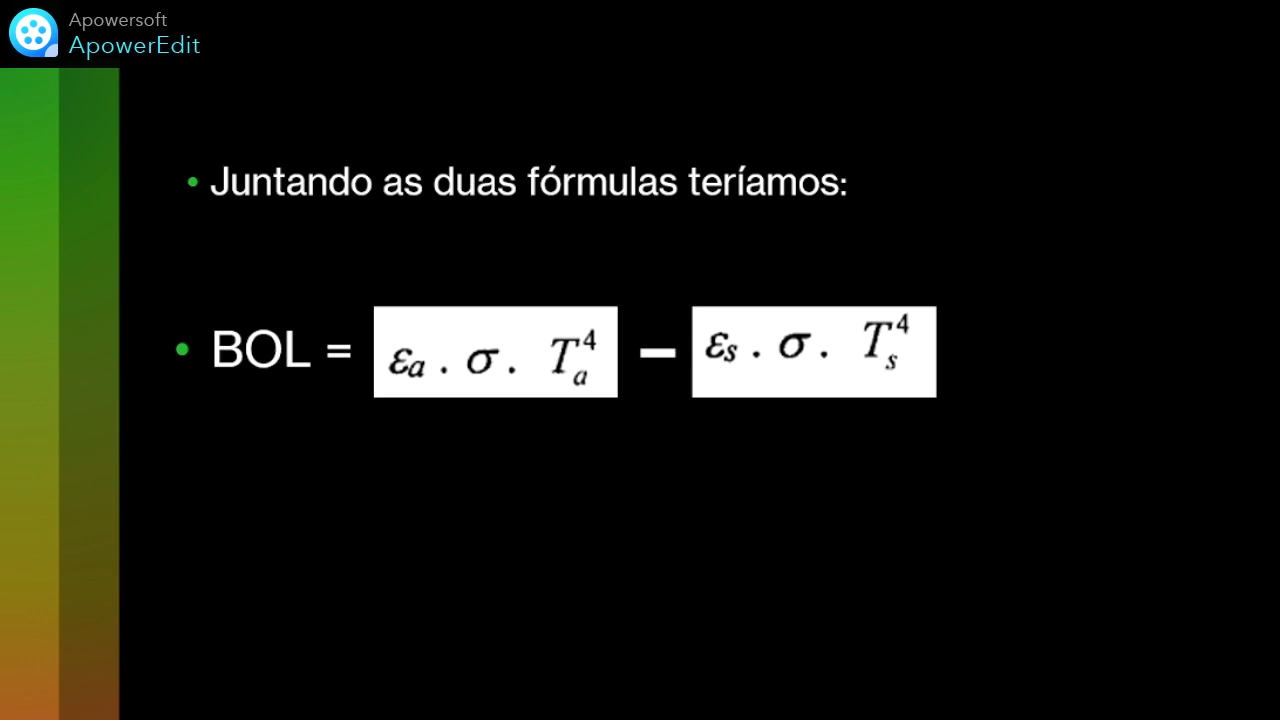 Apowersoft
ApowerEdit
• Juntando as duas fórmulas teríamos:
• BOL = εₐ . σ . Tₐ⁴ − εₛ . σ . Tₛ⁴